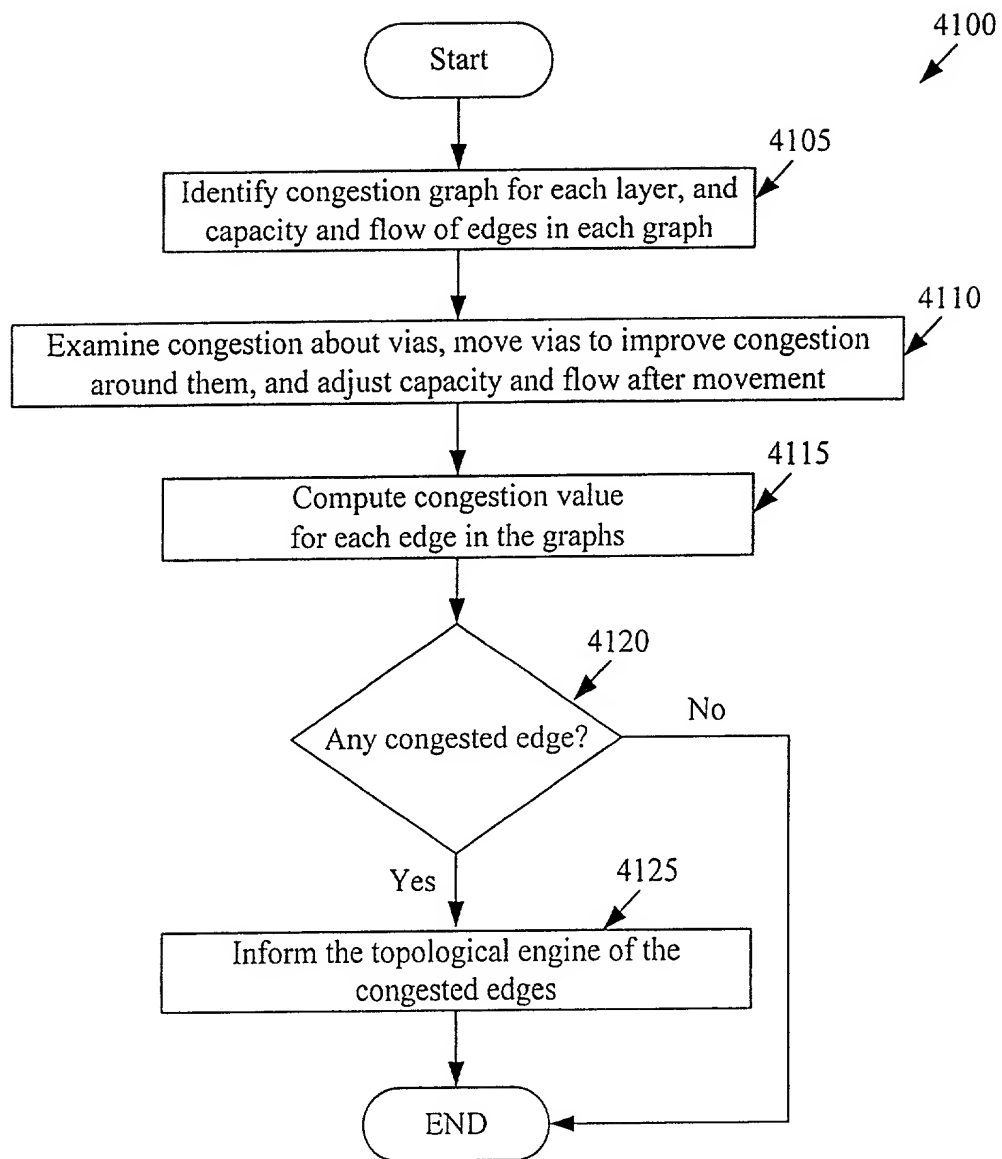 4100
Start
4105
Identify congestion graph for each layer, and
capacity and flow of edges in each graph
4110
Examine congestion about vias, move vias to improve congestion
around them, and adjust capacity and flow after movement
4115
Compute congestion value
for each edge in the graphs
4120
No
Any congested edge?
Yes
4125
Inform the topological engine of the
congested edges
END